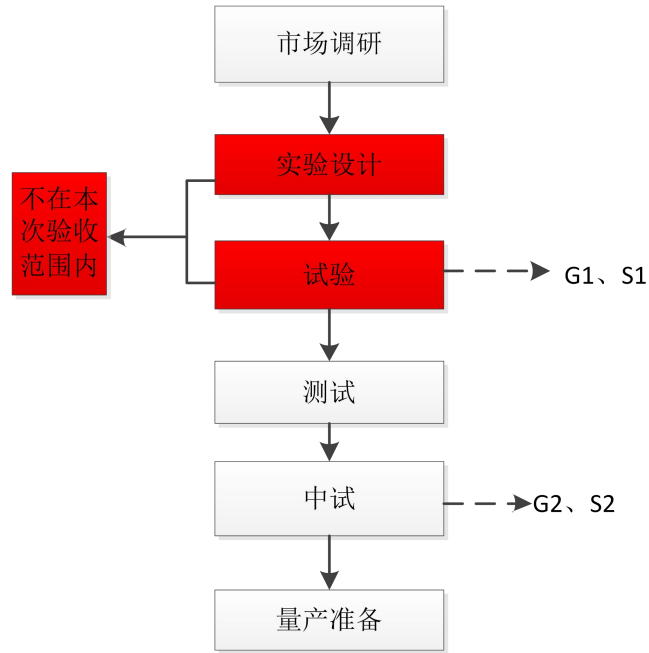 市场调研
实验设计
不在本
次验收
范围内
试验
G1、S1
测试
中试
G2、S2
量产准备